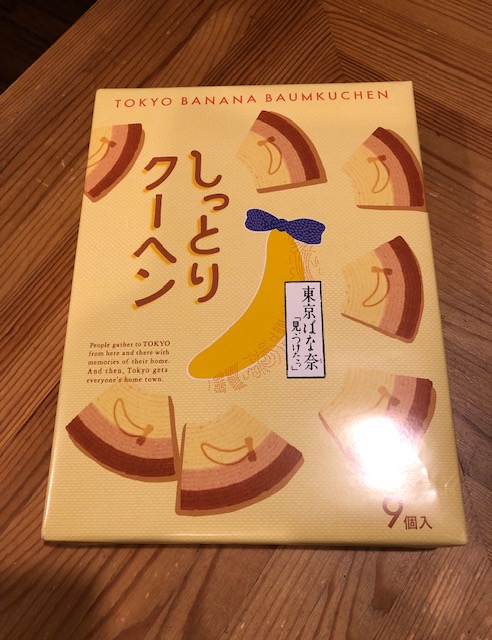 TOKYO BANANA BAUMKUCHEN
しっとり
クーヘン
東京ばな奈
「見ぃつけたっ」
People gather to TOKYO
from here and there with
memories of their home.
And then, Tokyo gets
everyone's home town.
9個入